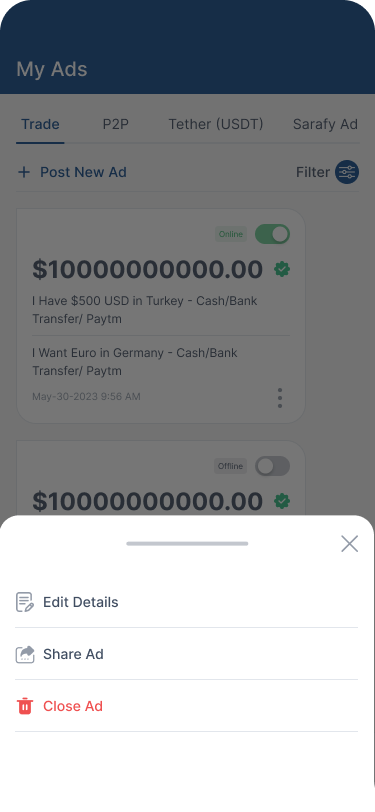 My Ads
Trade P2P Tether (USDT) Sarafy Ad
+ Post New Ad Filter
Online
$10000000000.00
I Have $500 USD in Turkey - Cash/Bank
Transfer/ Paytm
I Want Euro in Germany - Cash/Bank
Transfer/ Paytm
May-30-2023 9:56 AM
Offline
$10000000000.00
Edit Details
Share Ad
Close Ad